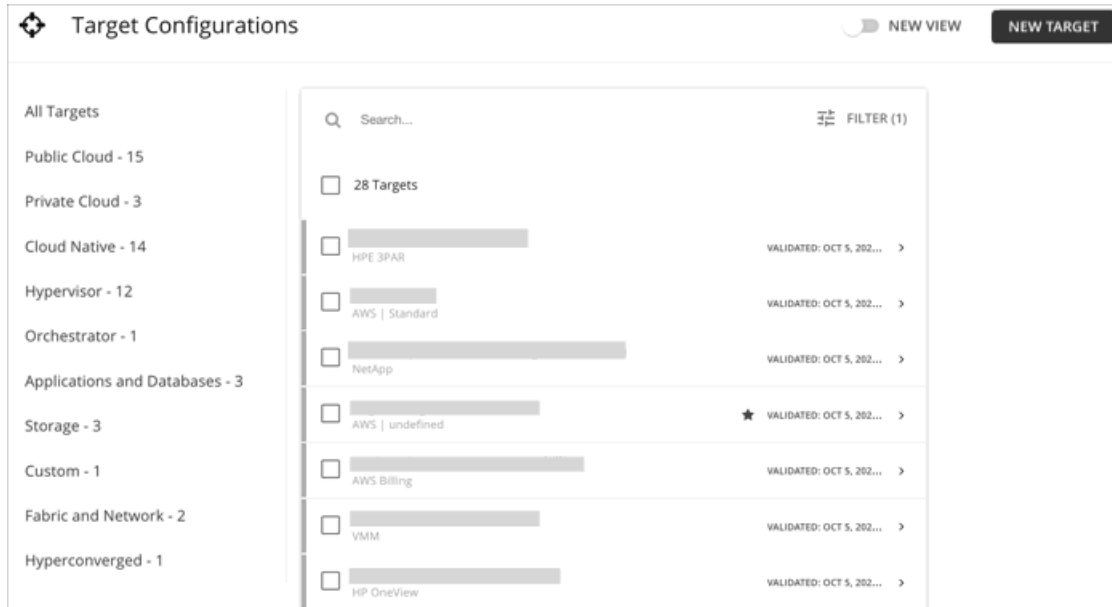 Target Configurations
NEW VIEW
NEW TARGET
All Targets
Public Cloud - 15
Private Cloud - 3
Cloud Native - 14
Hypervisor - 12
Orchestrator - 1
Applications and Databases - 3
Storage - 3
Custom - 1
Fabric and Network - 2
Hyperconverged - 1
Search...
FILTER (1)
28 Targets
HPE 3PAR
VALIDATED: OCT 5, 202...
AWS | Standard
VALIDATED: OCT 5, 202...
NetApp
VALIDATED: OCT 5, 202...
AWS | undefined
VALIDATED: OCT 5, 202...
AWS Billing
VALIDATED: OCT 5, 202...
VMM
VALIDATED: OCT 5, 202...
HP OneView
VALIDATED: OCT 5, 202...